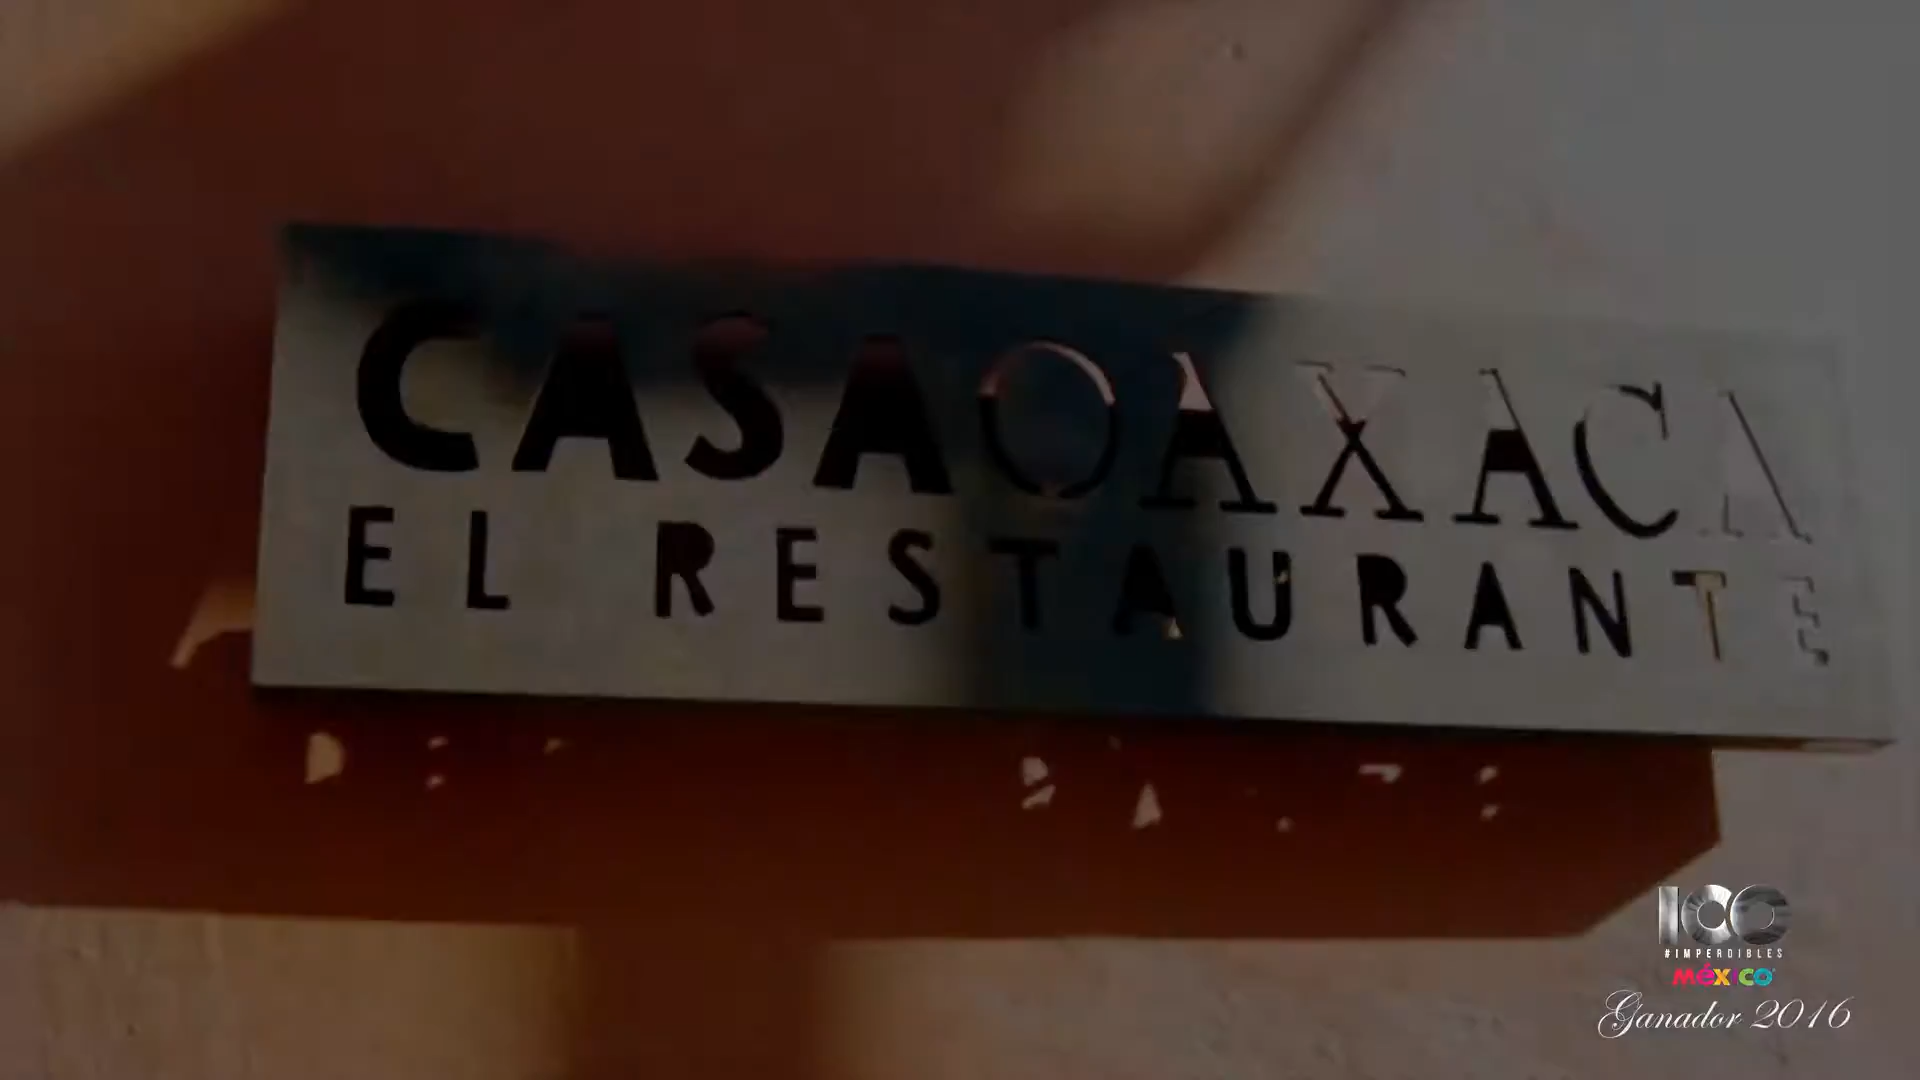 CASAOAXACA
EL RESTAURANTE
100
#IMPERDIBLES
MéXICO
Ganador 2016